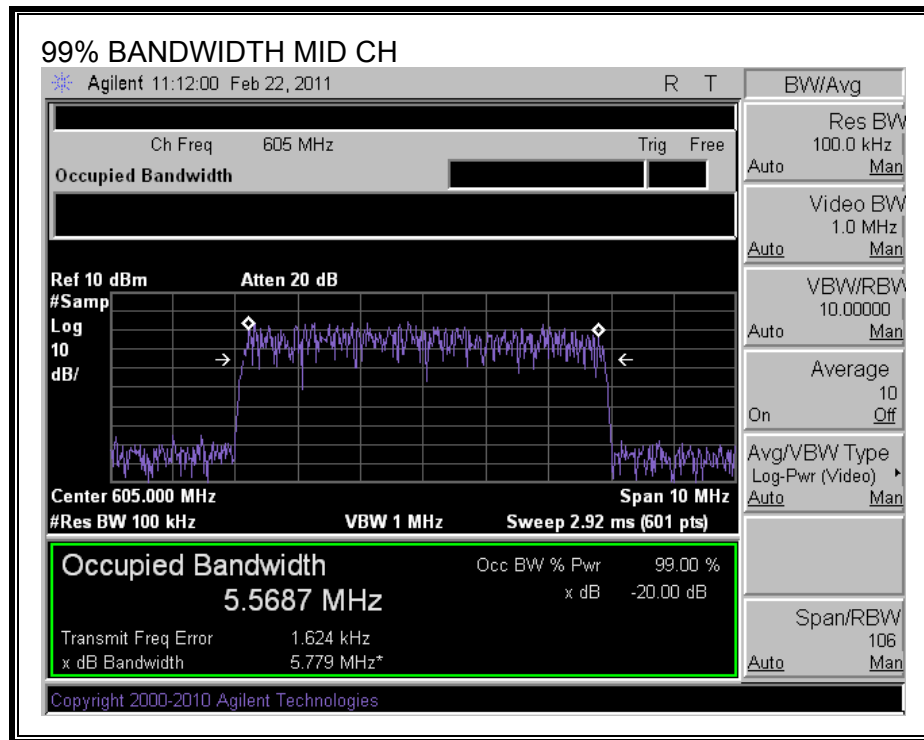 99% BANDWIDTH MID CH
Agilent 11:12:00 Feb 22, 2011 R T
BW/Avg
Ch Freq 605 MHz Trig Free
Occupied Bandwidth
Res BW
100.0 kHz
Auto Man
Video BW
1.0 MHz
Auto Man
Ref 10 dBm Atten 20 dB
#Samp
Log
10
dB/
VBW/RBW
10.00000
Auto Man
Average
10
On Off
Avg/VBW Type
Log-Pwr (Video)
Auto Man
Center 605.000 MHz Span 10 MHz
#Res BW 100 kHz VBW 1 MHz Sweep 2.92 ms (601 pts)
Occupied Bandwidth Occ BW % Pwr 99.00 %
5.5687 MHz x dB -20.00 dB
Transmit Freq Error 1.624 kHz
x dB Bandwidth 5.779 MHz*
Span/RBW
106
Auto Man
Copyright 2000-2010 Agilent Technologies